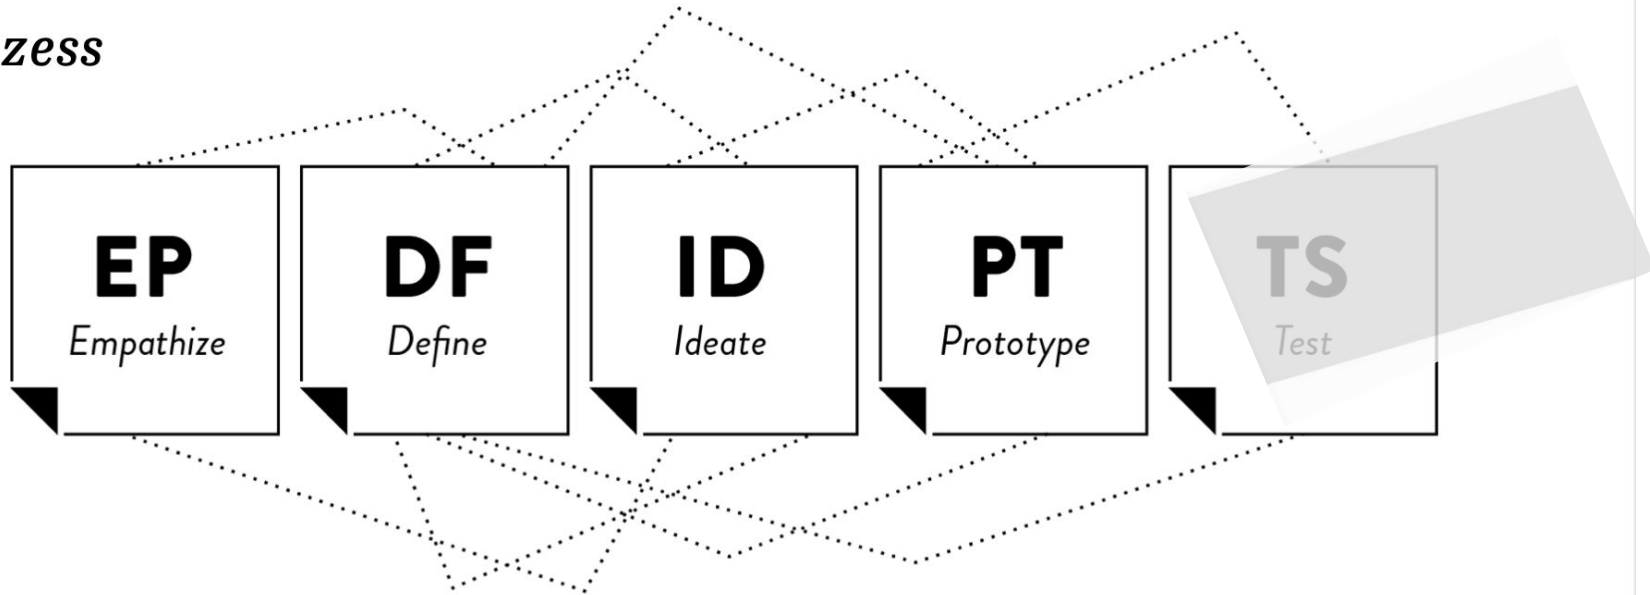 zess
EP
Empathize
DF
Define
ID
Ideate
PT
Prototype
TS
Test